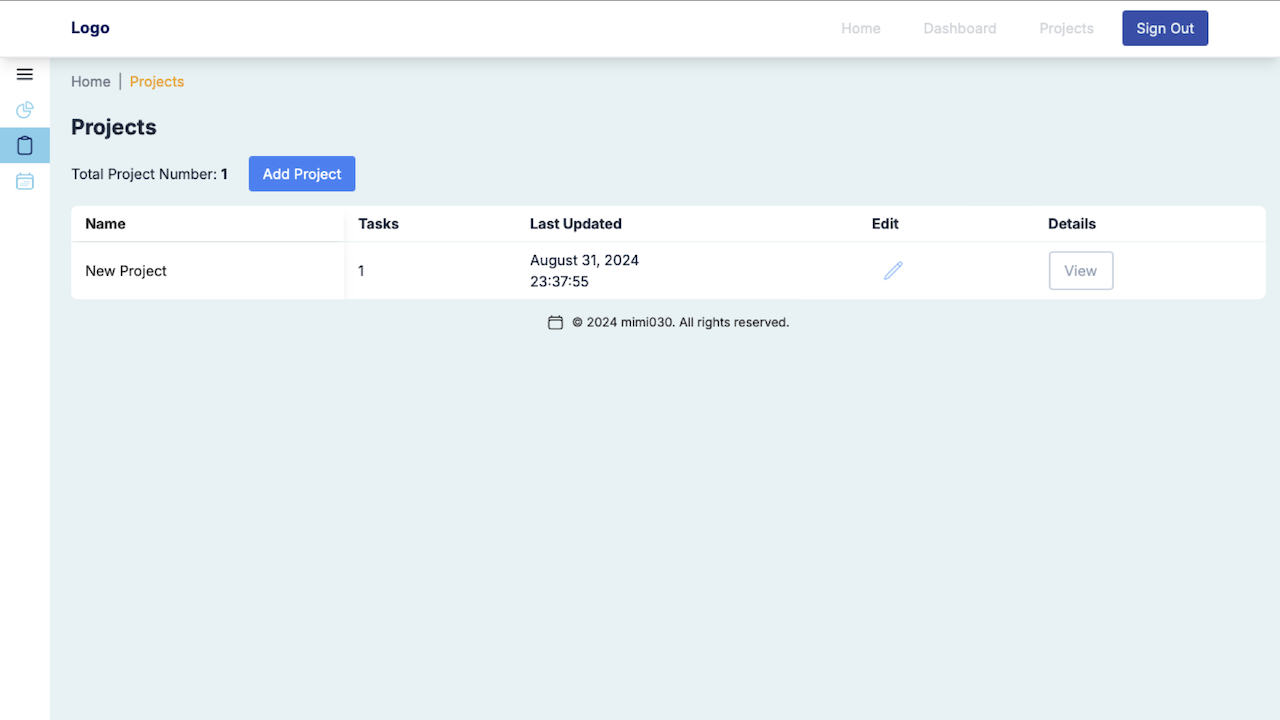 Logo
Home Dashboard Projects Sign Out
Home | Projects
Projects
Total Project Number: 1 Add Project
Name Tasks Last Updated Edit Details
New Project 1 August 31, 2024 View
23:37:55
© 2024 mimi030. All rights reserved.